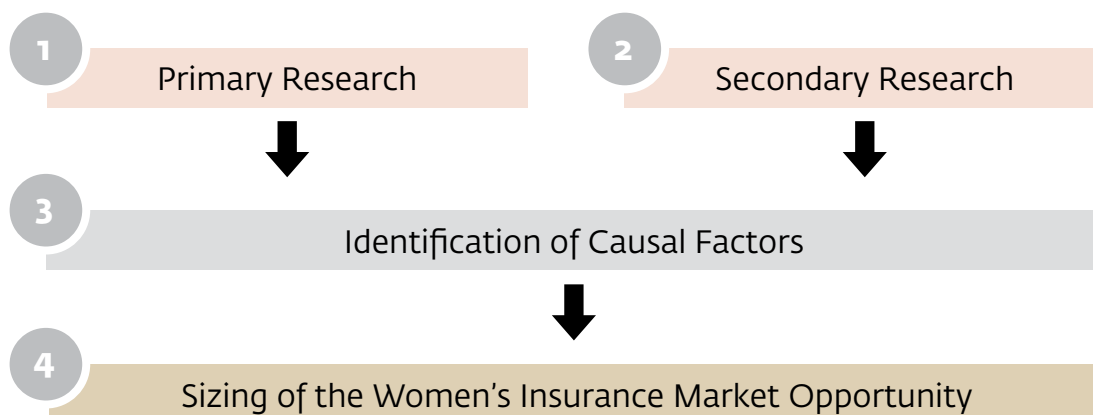 1
Primary Research
2
Secondary Research
3
Identification of Causal Factors
4
Sizing of the Women's Insurance Market Opportunity